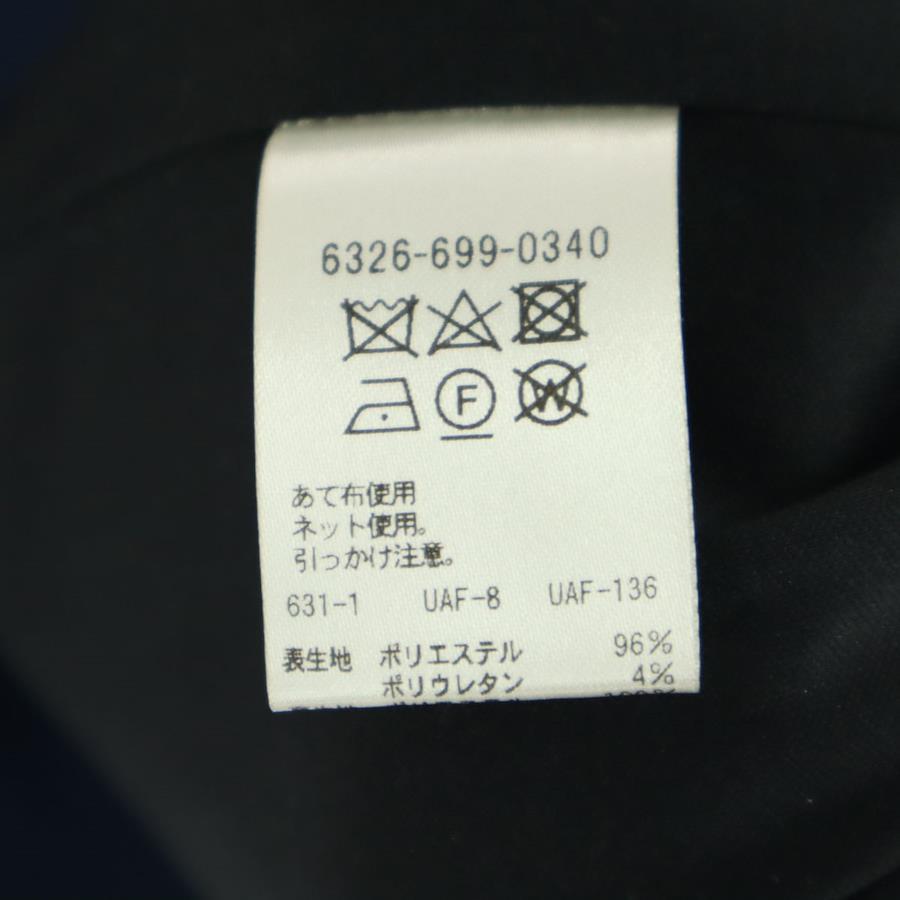 6326-699-0340
F W
あて布使用
ネット使用。
引っかけ注意。
631-1 UAF-8 UAF-136
表生地 ポリエステル 96%
ポリウレタン 4%